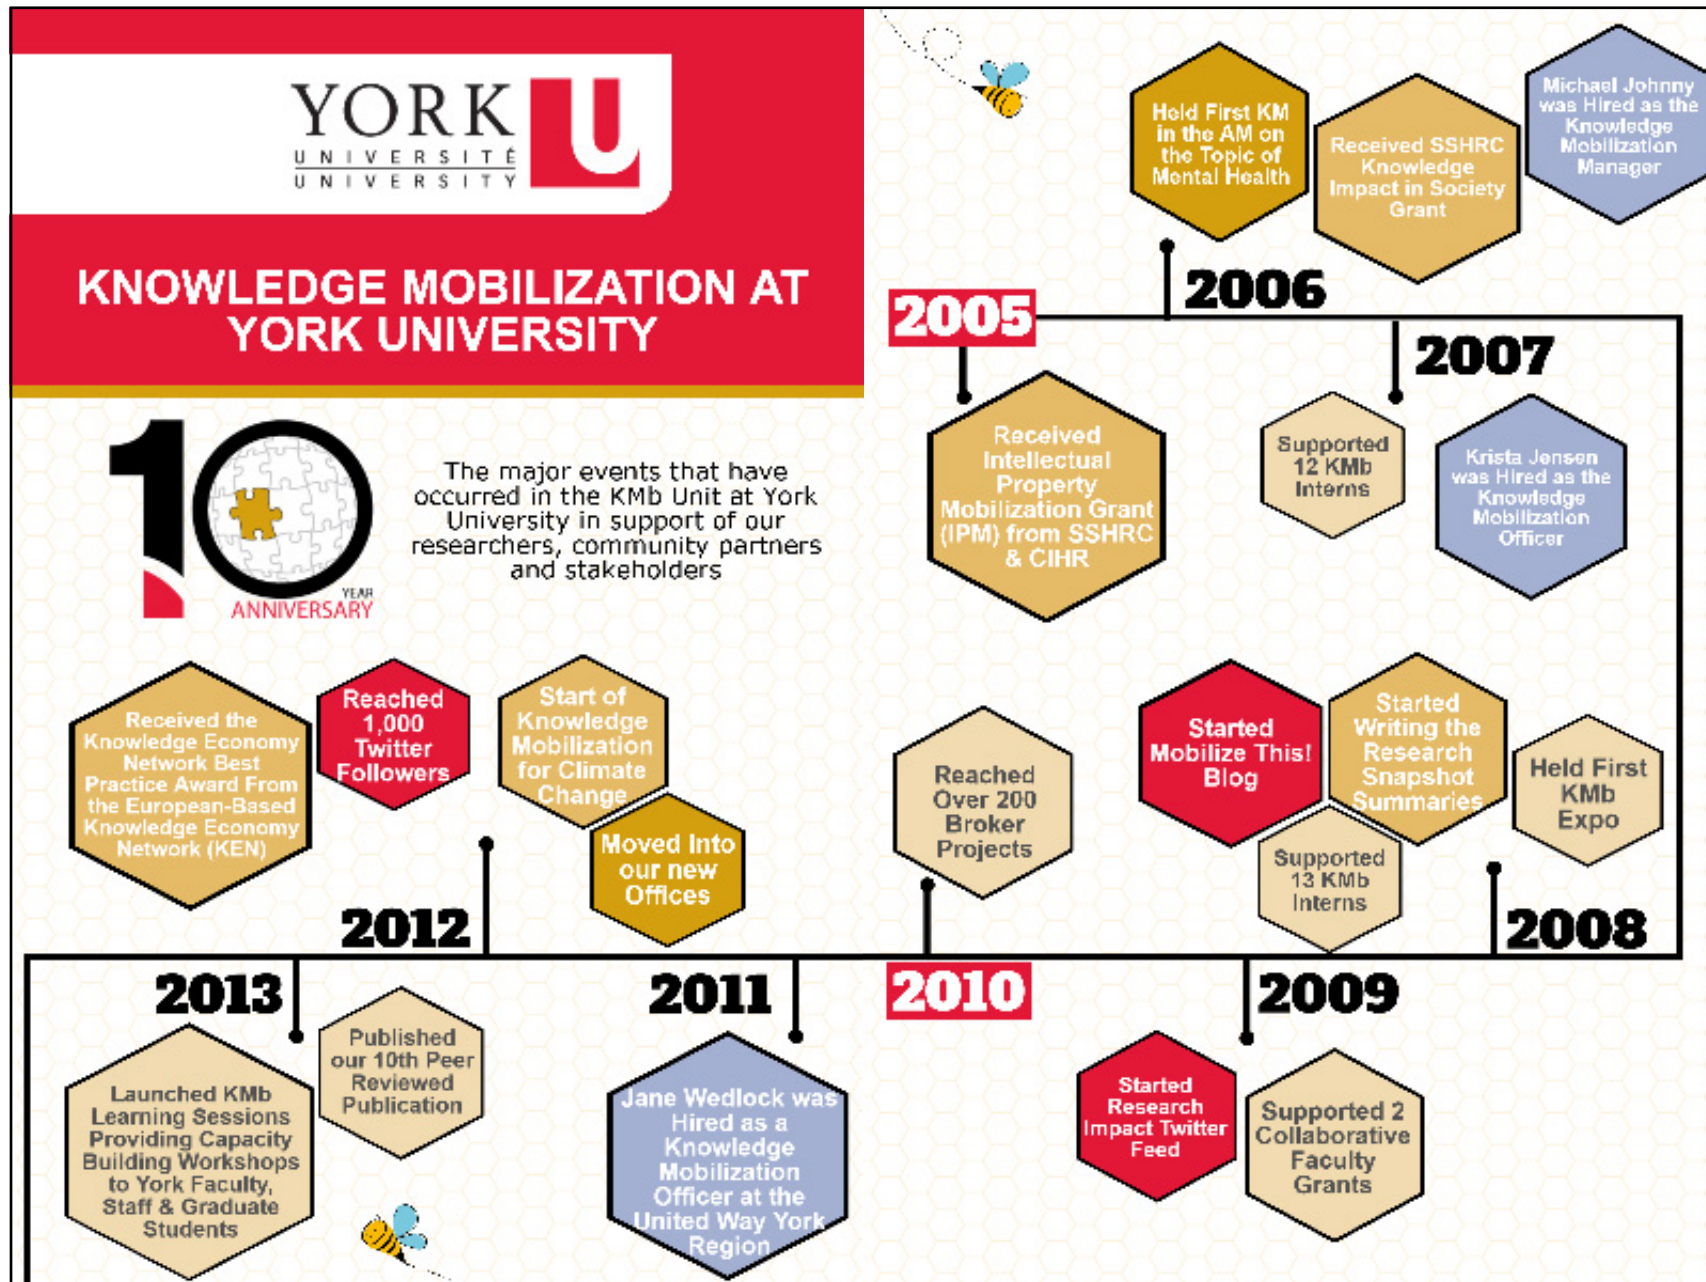 YORK
UNIVERSITÉ
UNIVERSITY
U
KNOWLEDGE MOBILIZATION AT
YORK UNIVERSITY
10
YEAR
ANNIVERSARY
The major events that have
occurred in the KMb Unit at York
University in support of our
researchers, community partners
and stakeholders
2005
Received
Intellectual
Property
Mobilization Grant
(IPM) from SSHRC
& CIHR
2006
Held First KM
in the AM on
the Topic of
Mental Health
Received SSHRC
Knowledge
Impact in Society
Grant
Michael Johnny
was Hired as the
Knowledge
Mobilization
Manager
2007
Supported
12 KMb
Interns
Krista Jensen
was Hired as the
Knowledge
Mobilization
Officer
2008
Started
Mobilize This!
Blog
Started
Writing the
Research
Snapshot
Summaries
Supported
13 KMb
Interns
Held First
KMb
Expo
2009
Started
Research
Impact Twitter
Feed
Supported 2
Collaborative
Faculty
Grants
2010
Reached
Over 200
Broker
Projects
2011
Jane Wedlock was
Hired as a
Knowledge
Mobilization
Officer at the
United Way York
Region
2012
Received the
Knowledge Economy
Network Best
Practice Award From
the European-Based
Knowledge Economy
Network (KEN)
Reached
1,000
Twitter
Followers
Start of
Knowledge
Mobilization
for Climate
Change
Moved Into
our new
Offices
2013
Launched KMb
Learning Sessions
Providing Capacity
Building Workshops
to York Faculty,
Staff & Graduate
Students
Published
our 10th Peer
Reviewed
Publication